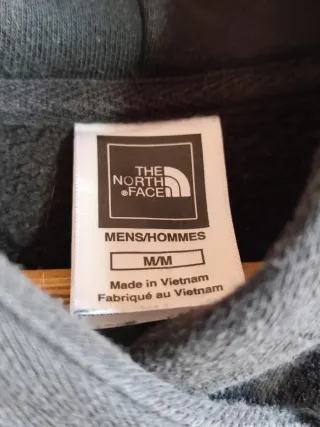 THE
NORTH
®FACE
MENS/HOMMES
M/M
Made in Vietnam
Fabriqué au Vietnam